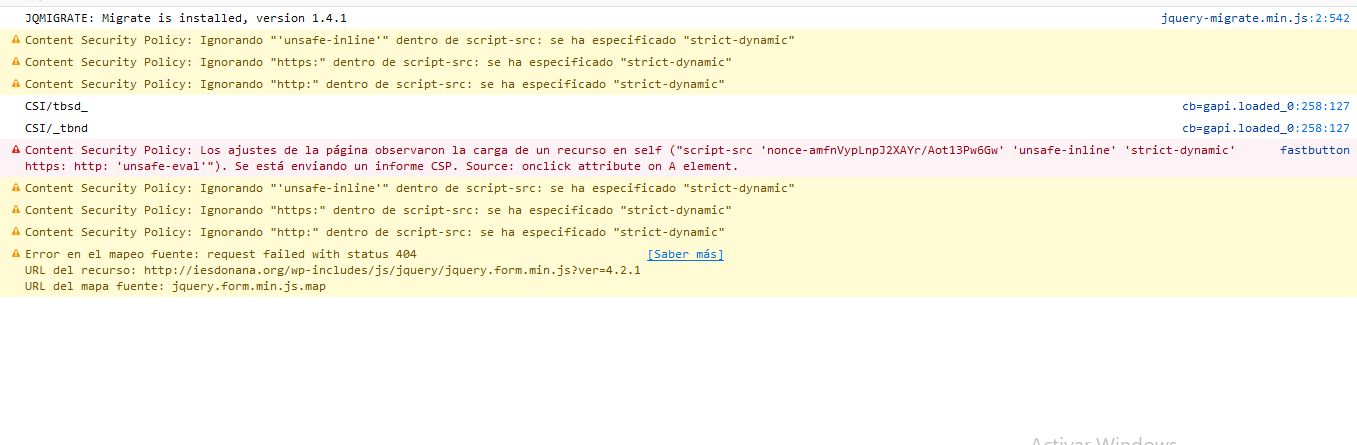 JQMIGRATE: Migrate is installed, version 1.4.1 jquery-migrate.min.js:2:542
Content Security Policy: Ignorando "'unsafe-inline'" dentro de script-src: se ha especificado "strict-dynamic"
Content Security Policy: Ignorando "https:" dentro de script-src: se ha especificado "strict-dynamic"
Content Security Policy: Ignorando "http:" dentro de script-src: se ha especificado "strict-dynamic"
CSI/tbsd_ cb=gapi.loaded_0:258:127
CSI/_tbnd cb=gapi.loaded_0:258:127
Content Security Policy: Los ajustes de la página observaron la carga de un recurso en self ("script-src 'nonce-amfnVypLnpJ2XAYr/Aot13Pw6Gw' 'unsafe-inline' 'strict-dynamic' fastbutton
https: http: 'unsafe-eval'"). Se está enviando un informe CSP. Source: onclick attribute on A element.
Content Security Policy: Ignorando "'unsafe-inline'" dentro de script-src: se ha especificado "strict-dynamic"
Content Security Policy: Ignorando "https:" dentro de script-src: se ha especificado "strict-dynamic"
Content Security Policy: Ignorando "http:" dentro de script-src: se ha especificado "strict-dynamic"
Error en el mapeo fuente: request failed with status 404 [Saber más]
URL del recurso: http://iesdonana.org/wp-includes/js/jquery/jquery.form.min.js?ver=4.2.1
URL del mapa fuente: jquery.form.min.js.map
Activar Windows